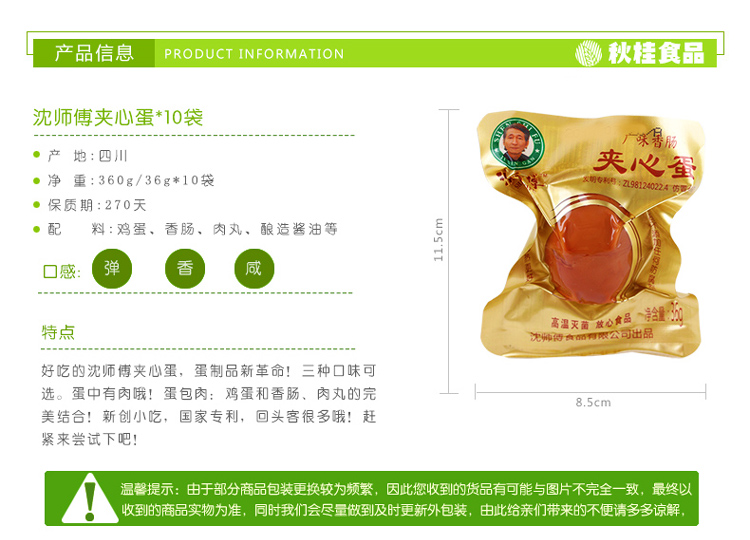 产品信息 PRODUCT INFORMATION 秋桂食品
沈师傅夹心蛋*10袋
产 地:四川
净 重:360g/36g*10袋
保质期:270天
配 料:鸡蛋、香肠、肉丸、酿造酱油等
口感: 弹 香 咸
特点
好吃的沈师傅夹心蛋，蛋制品新革命！三种口味可
选。蛋中有肉哦！蛋包肉；鸡蛋和香肠、肉丸的完
美结合！新创小吃，国家专利，回头客很多哦！赶
紧来尝试下吧！
SHEN SHI FU
广味香肠
夹心蛋
ZL98124022.4 仿冒
净含量:36g
高温灭菌 放心食品
沈师傅食品有限公司出品
11.5cm
8.5cm
温馨提示：由于部分商品包装更换较为频繁，因此您收到的货品有可能与图片不完全一致，最终以
收到的商品实物为准，同时我们会尽量做到及时更新外包装，由此给亲们带来的不便请多多谅解。